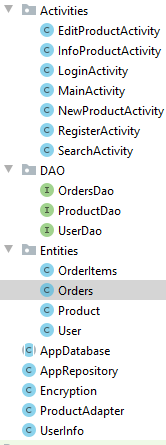 Activities
EditProductActivity
InfoProductActivity
LoginActivity
MainActivity
NewProductActivity
RegisterActivity
SearchActivity
DAO
OrdersDao
ProductDao
UserDao
Entities
OrderItems
Orders
Product
User
AppDatabase
AppRepository
Encryption
ProductAdapter
UserInfo